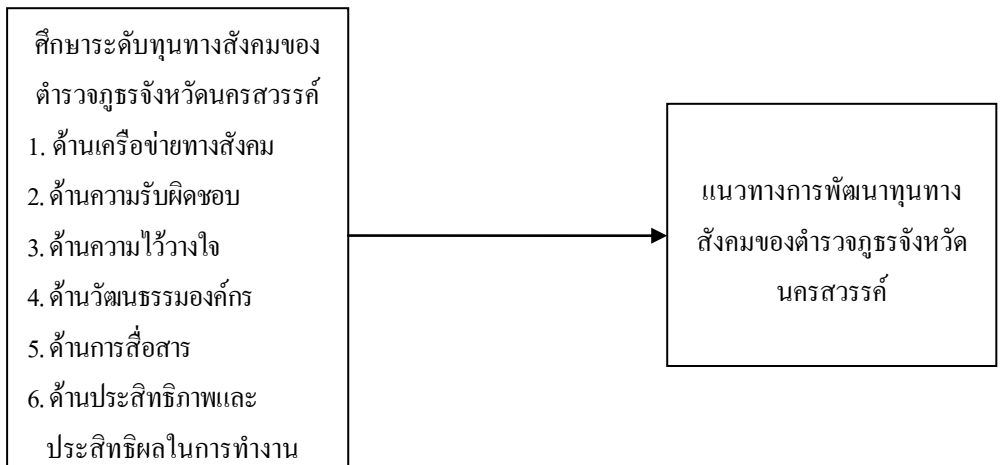 ศึกษาระดับทุนทางสังคมของ
ตำรวจภูธรจังหวัดนครสวรรค์
1. ด้านเครือข่ายทางสังคม
2. ด้านความรับผิดชอบ
3. ด้านความไว้วางใจ
4. ด้านวัฒนธรรมองค์กร
5. ด้านการสื่อสาร
6. ด้านประสิทธิภาพและ
ประสิทธิผลในการทำงาน
แนวทางการพัฒนาทุนทาง
สังคมของตำรวจภูธรจังหวัด
นครสวรรค์